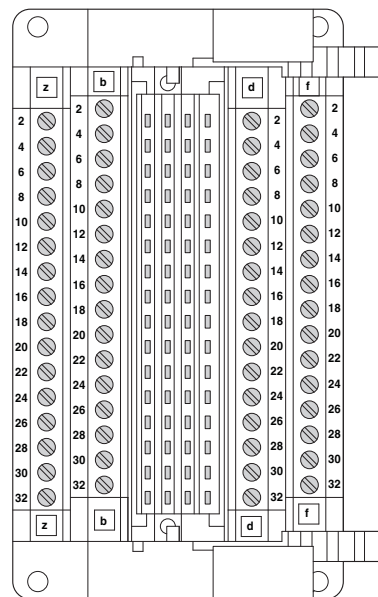 z b d f
2 2 2 2
4 4 4 4
6 6 6 6
8 8 8 8
10 10 10 10
12 12 12 12
14 14 14 14
16 16 16 16
18 18 18 18
20 20 20 20
22 22 22 22
24 24 24 24
26 26 26 26
28 28 28 28
30 30 30 30
32 32 32 32
z b d f